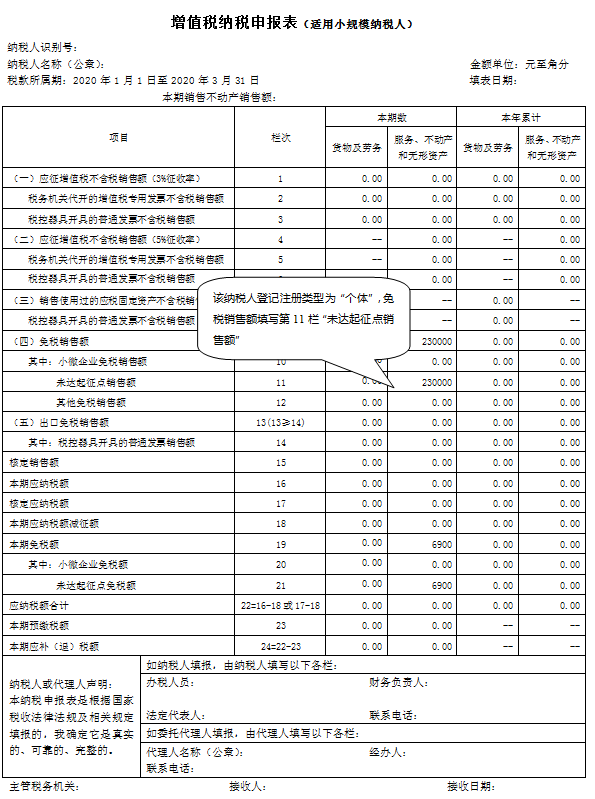 增值税纳税申报表（适用小规模纳税人）
纳税人识别号：
纳税人名称（公章）： 金额单位：元至角分
税款所属期：2020 年 1 月 1 日至 2020 年 3 月 31 日 填表日期：
本期销售不动产销售额：
项目 栏次 本期数 本年累计
货物及劳务 服务、不动产和无形资产 货物及劳务 服务、不动产和无形资产
（一）应征增值税不含税销售额（3%征收率） 1 0.00 0.00 0.00 0.00
税务机关代开的增值税专用发票不含税销售额 2 0.00 0.00 0.00 0.00
税控器具开具的普通发票不含税销售额 3 0.00 0.00 0.00 0.00
（二）应征增值税不含税销售额（5%征收率） 4 -- 0.00 -- 0.00
税务机关代开的增值税专用发票不含税销售额 5 -- 0.00 -- 0.00
税控器具开具的普通发票不含税销售额 0.00 -- 0.00
（三）销售使用过的应税固定资产不含税销 -- 0.00 --
税控器具开具的普通发票不含税 -- 0.00 --
该纳税人登记注册类型为“个体”,免
税销售额填写第 11 栏“未达起征点销
售额”
（四）免税销售额 230000 0.00 0.00
其中：小微企业免税销售额 10 0.00 0.00 0.00
未达起征点销售额 11 0.00 230000 0.00 0.00
其他免税销售额 12 0.00 0.00 0.00 0.00
（五）出口免税销售额 13(13≥14) 0.00 0.00 0.00 0.00
其中：税控器具开具的普通发票销售额 14 0.00 0.00 0.00 0.00
核定销售额 15 0.00 0.00 0.00 0.00
本期应纳税额 16 0.00 0.00 0.00 0.00
核定应纳税额 17 0.00 0.00 0.00 0.00
本期应纳税额减征额 18 0.00 0.00 0.00 0.00
本期免税额 19 0.00 6900 0.00 0.00
其中：小微企业免税额 20 0.00 0.00 0.00 0.00
未达起征点免税额 21 0.00 6900 0.00 0.00
应纳税额合计 22=16-18 或 17-18 0.00 0.00 0.00 0.00
本期预缴税额 23 0.00 0.00 -- --
本期应补（退）税额 24=22-23 0.00 0.00 -- --
纳税人或代理人声明：
本纳税申报表是根据国家
税收法律法规及相关规定
填报的，我确定它是真实
的、可靠的、完整的。
如纳税人填报，由纳税人填写以下各栏：
办税人员： 财务负责人：
法定代表人： 联系电话：
如委托代理人填报，由代理人填写以下各栏：
代理人名称（公章）： 经办人：
联系电话：
主管税务机关： 接收人： 接收日期：